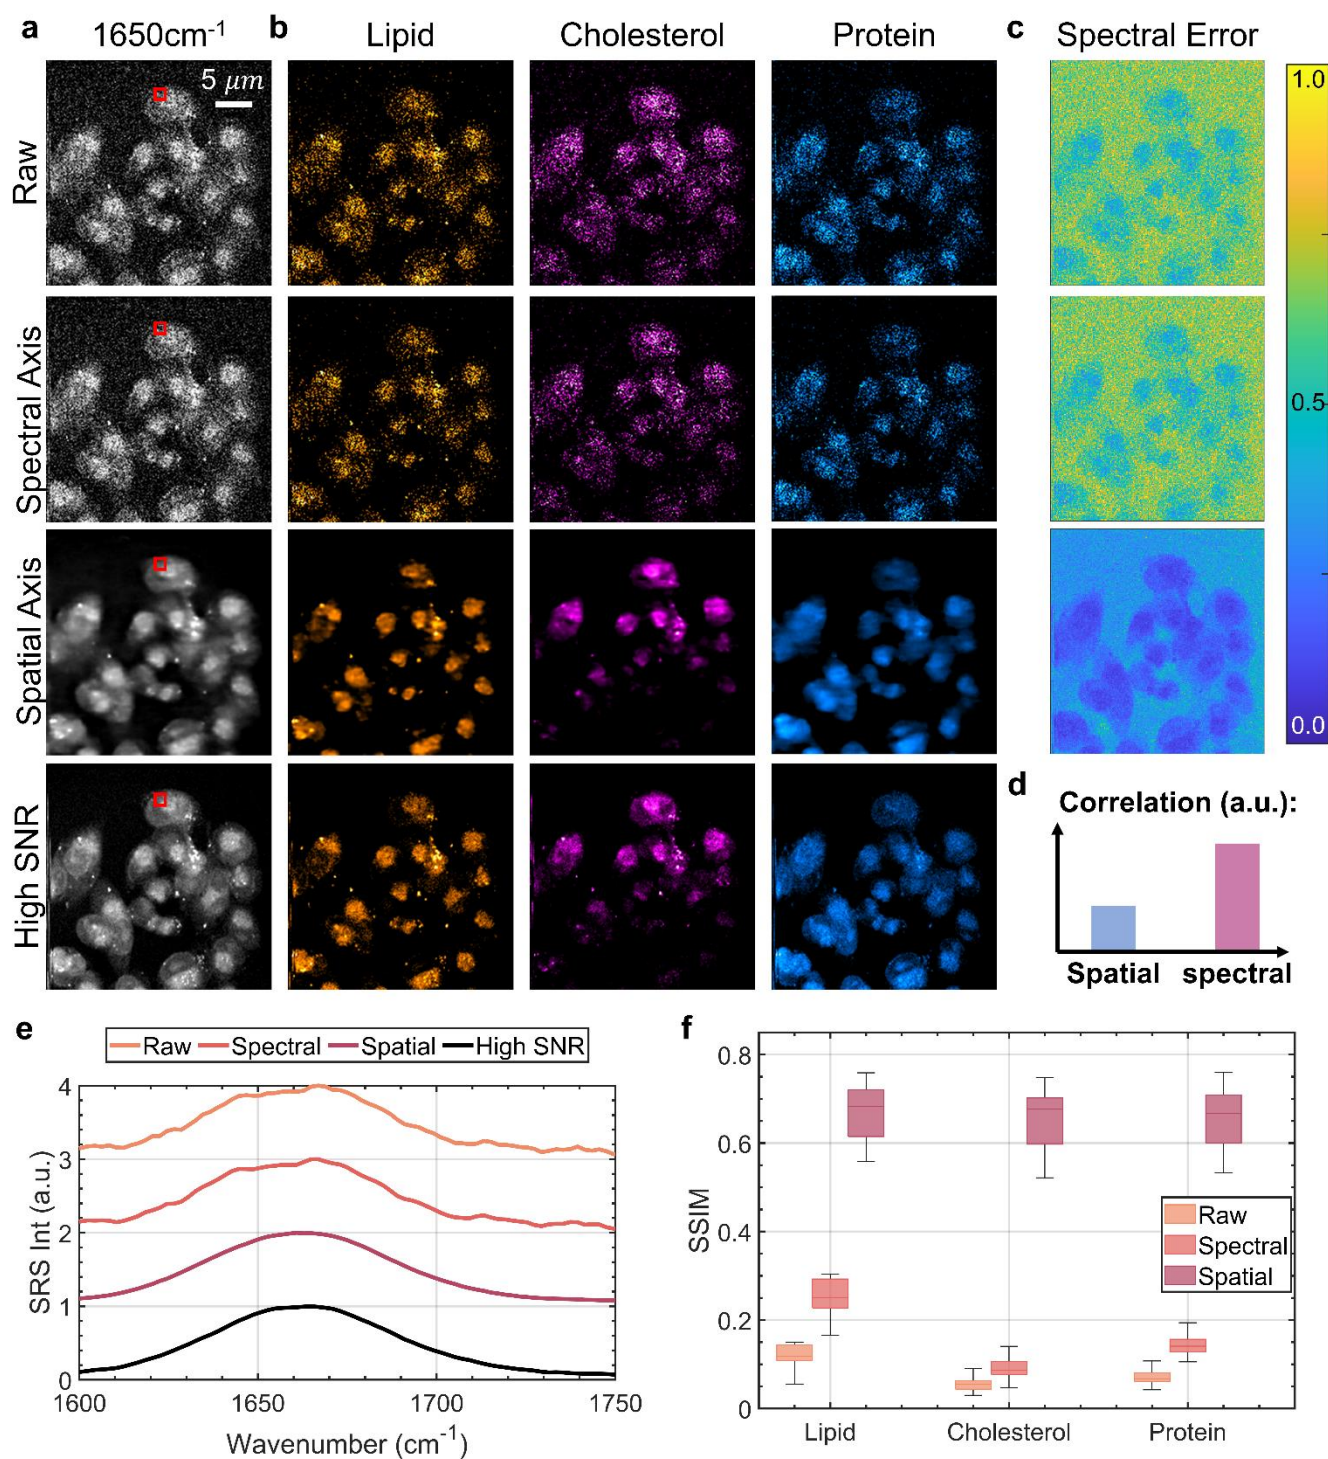 a
1650cm⁻¹
b
Lipid
Cholesterol
Protein
c
Spectral Error
5 μm
Raw
Spectral Axis
Spatial Axis
High SNR
1.0
0.5
0.0
d
Correlation (a.u.):
Spatial
spectral
e
Raw
Spectral
Spatial
High SNR
4
3
2
1
0
SRS Int (a.u.)
1600
1650
1700
1750
Wavenumber (cm⁻¹)
f
0.8
0.6
0.4
0.2
0
SSIM
Raw
Spectral
Spatial
Lipid
Cholesterol
Protein